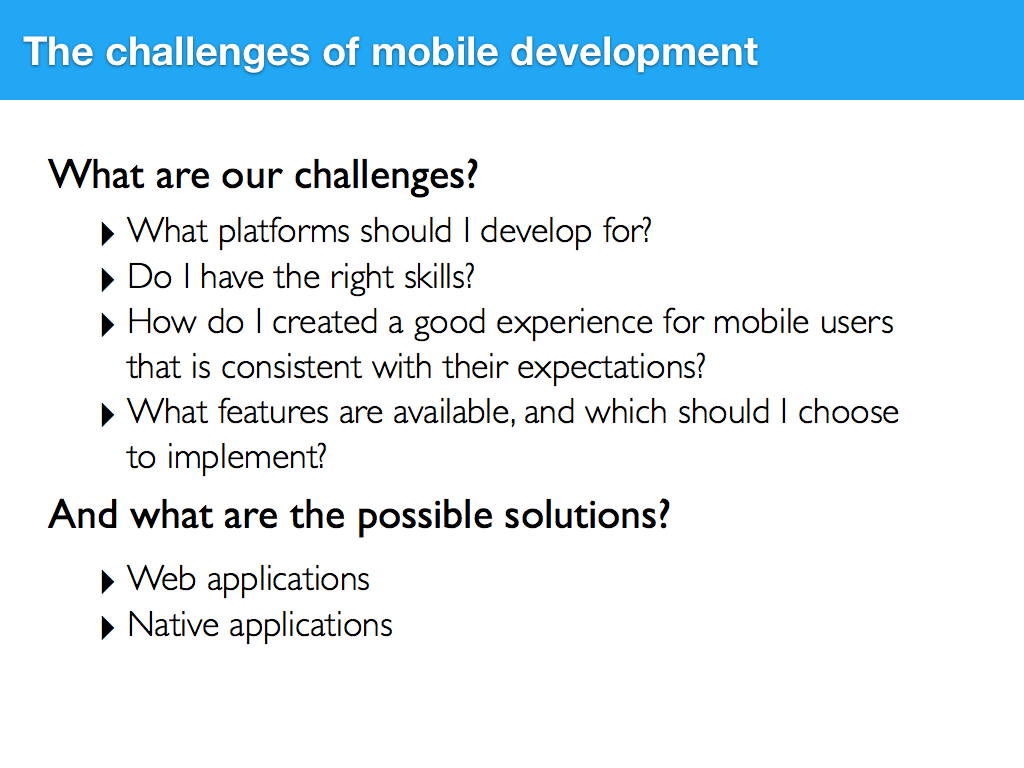 The challenges of mobile development
What are our challenges?
What platforms should I develop for?
Do I have the right skills?
How do I created a good experience for mobile users
that is consistent with their expectations?
What features are available, and which should I choose
to implement?
And what are the possible solutions?
Web applications
Native applications